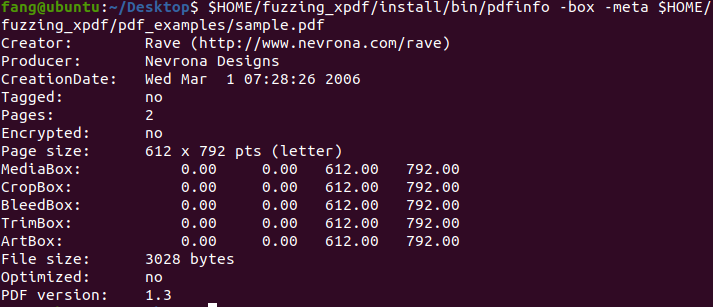 fang@ubuntu:~/Desktop$ $HOME/fuzzing_xpdf/install/bin/pdfinfo -box -meta $HOME/
fuzzing_xpdf/pdf_examples/sample.pdf
Creator:        Rave (http://www.nevrona.com/rave)
Producer:       Nevrona Designs
CreationDate:   Wed Mar  1 07:28:26 2006
Tagged:         no
Pages:          2
Encrypted:      no
Page size:      612 x 792 pts (letter)
MediaBox:           0.00     0.00   612.00   792.00
CropBox:            0.00     0.00   612.00   792.00
BleedBox:           0.00     0.00   612.00   792.00
TrimBox:            0.00     0.00   612.00   792.00
ArtBox:             0.00     0.00   612.00   792.00
File size:      3028 bytes
Optimized:      no
PDF version:    1.3